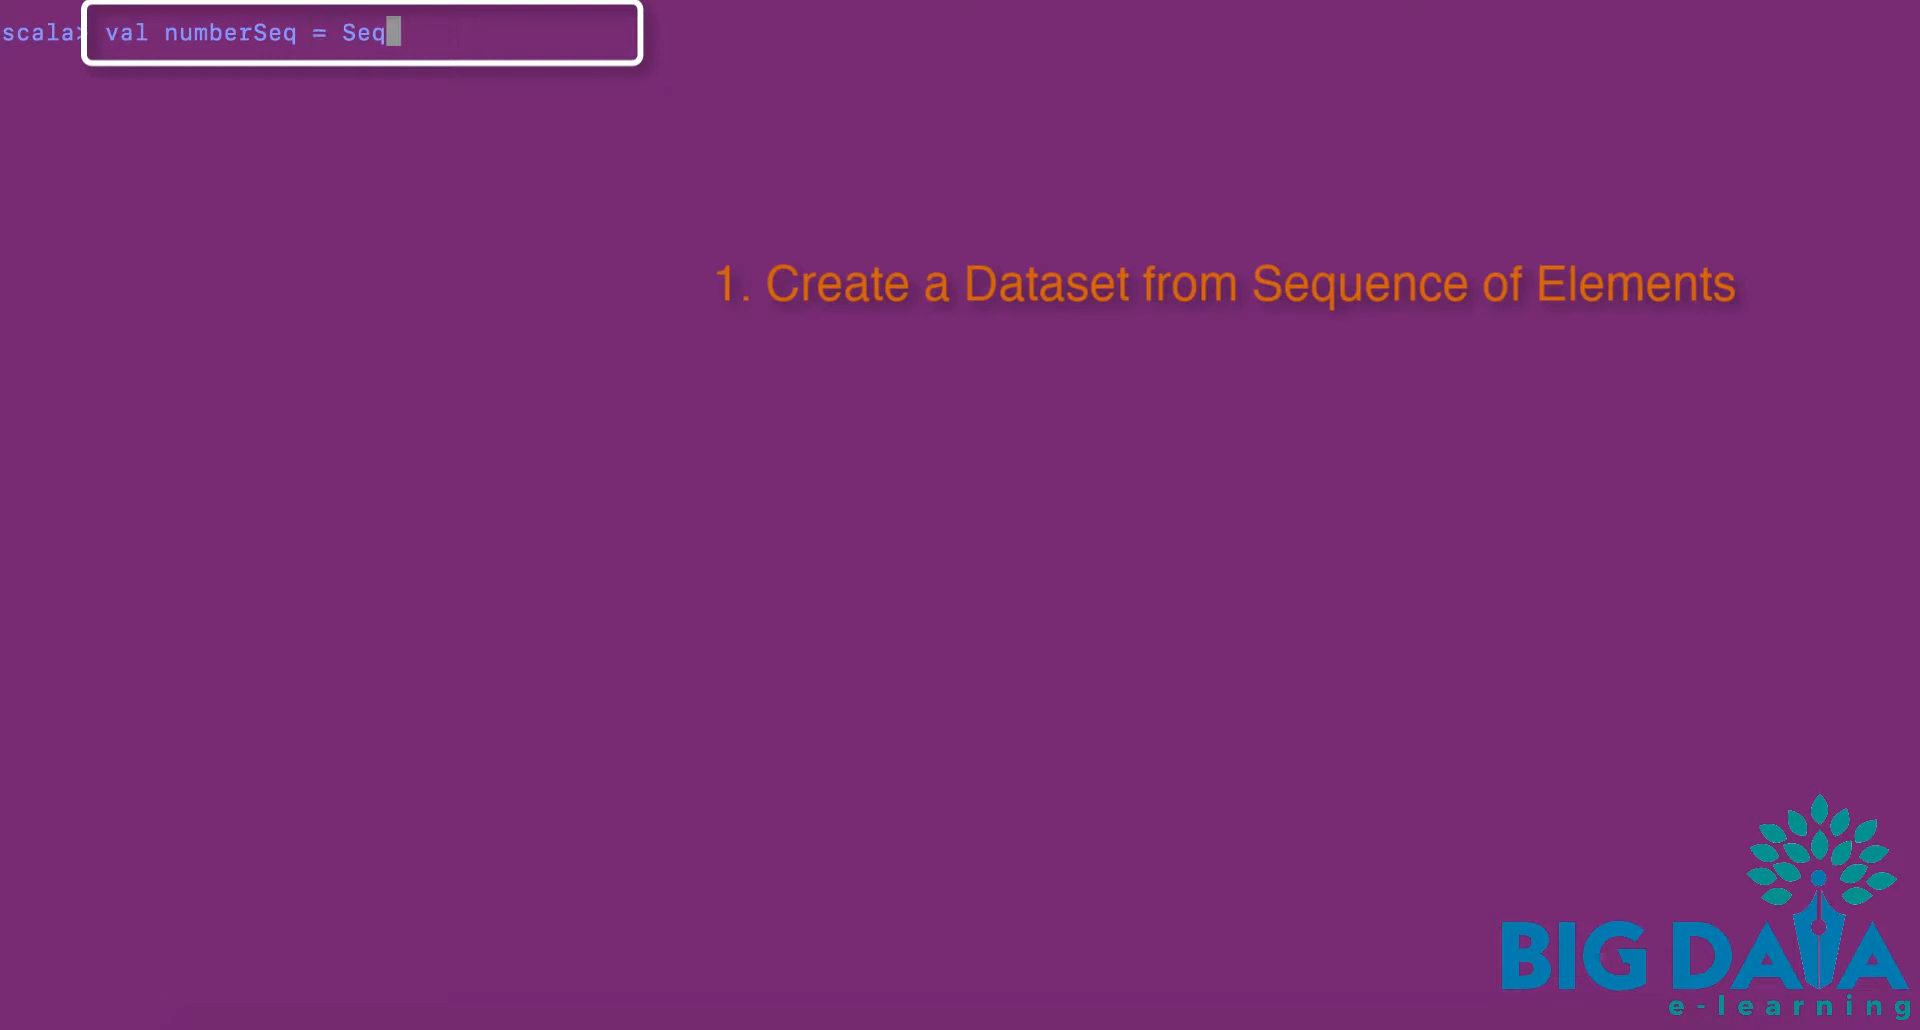 scala> val numberSeq = Seq
1. Create a Dataset from Sequence of Elements
BIG DATA
e-learning